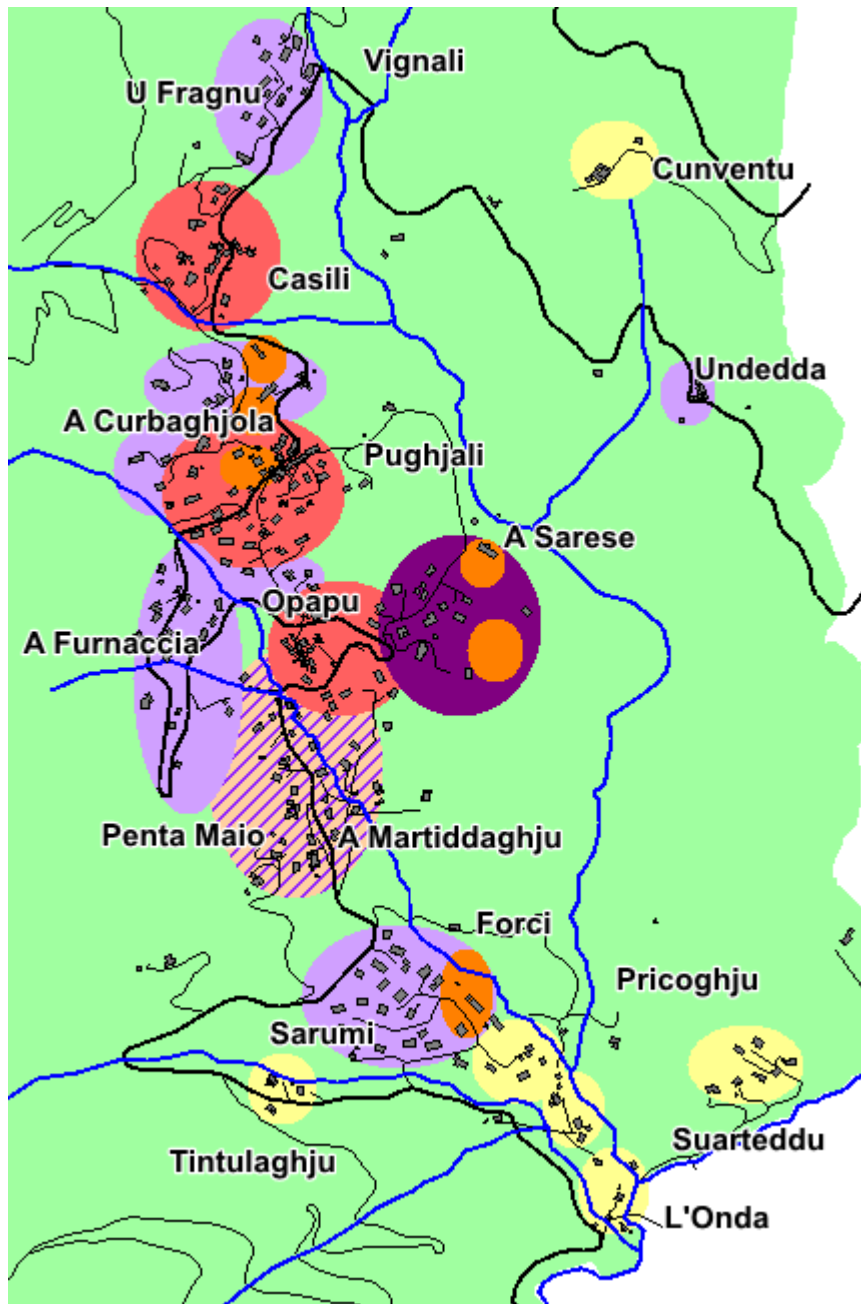 Vignali
U Fragnu
Cunventu
Casili
Undedda
A Curbaghjola
Pughjali
A Sarese
Opapu
A Furnaccia
Penta Maio
A Martiddaghju
Forci
Pricoghju
Sarumi
Suarteddu
Tintulaghju
L'Onda